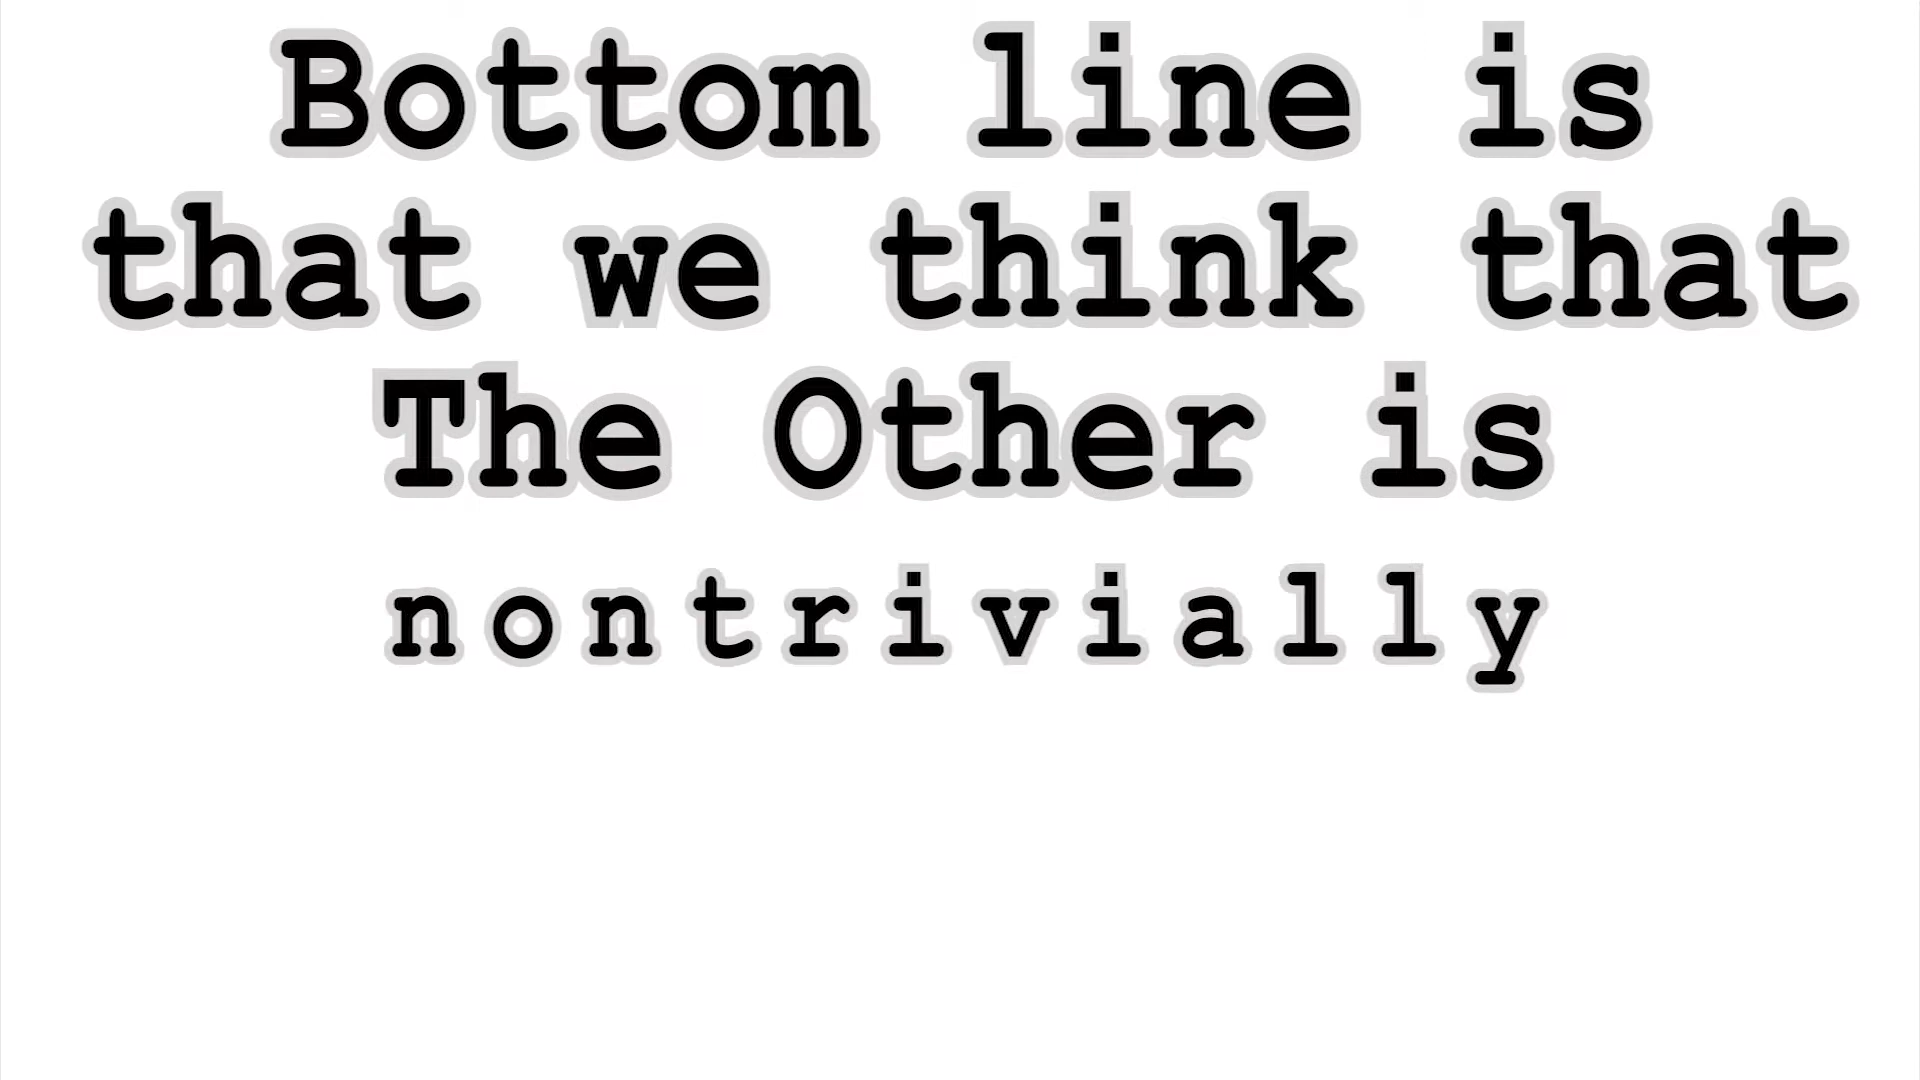 Bottom line is
that we think that
The Other is
nontrivially